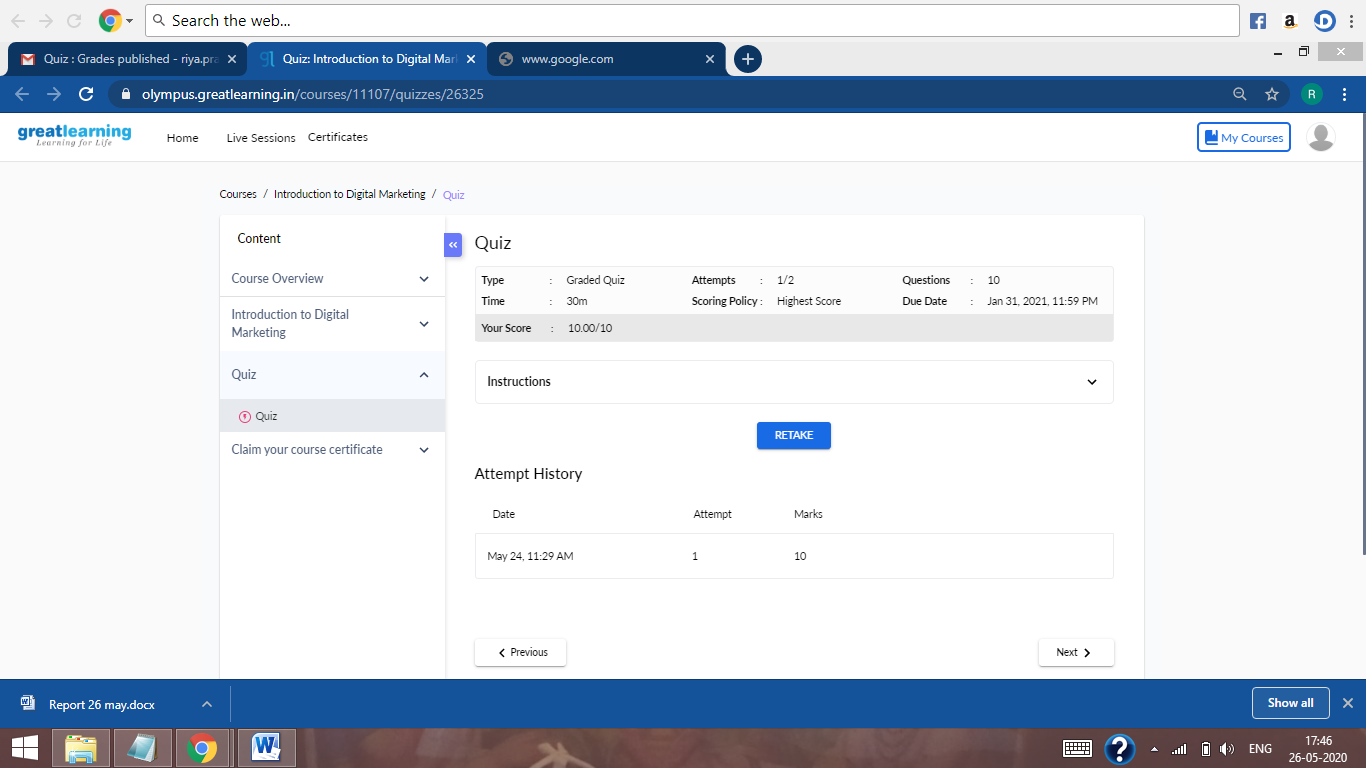 Search the web...
Quiz : Grades published - riya.pra
Quiz: Introduction to Digital Mar
www.google.com
olympus.greatlearning.in/courses/11107/quizzes/26325
R
greatlearning
Learning for Life
Home Live Sessions Certificates
My Courses
Courses / Introduction to Digital Marketing / Quiz
Content
Course Overview
Introduction to Digital
Marketing
Quiz
Quiz
Claim your course certificate
Quiz
Type : Graded Quiz Attempts : 1/2 Questions : 10
Time : 30m Scoring Policy : Highest Score Due Date : Jan 31, 2021, 11:59 PM
Your Score : 10.00/10
Instructions
RETAKE
Attempt History
Date Attempt Marks
May 24, 11:29 AM 1 10
Previous Next
Report 26 may.docx
Show all
ENG
17:46
26-05-2020